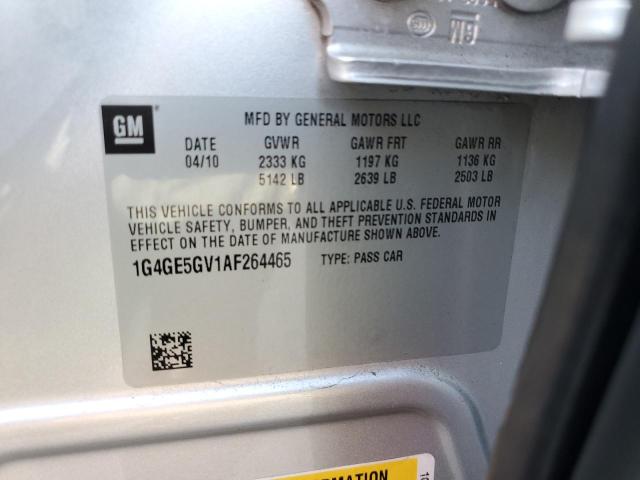 GM
MFD BY GENERAL MOTORS LLC
DATE GVWR GAWR FRT GAWR RR
04/10 2333 KG 1197 KG 1136 KG
5142 LB 2639 LB 2503 LB
THIS VEHICLE CONFORMS TO ALL APPLICABLE U.S. FEDERAL MOTOR
VEHICLE SAFETY, BUMPER, AND THEFT PREVENTION STANDARDS IN
EFFECT ON THE DATE OF MANUFACTURE SHOWN ABOVE.
1G4GE5GV1AF264465 TYPE: PASS CAR